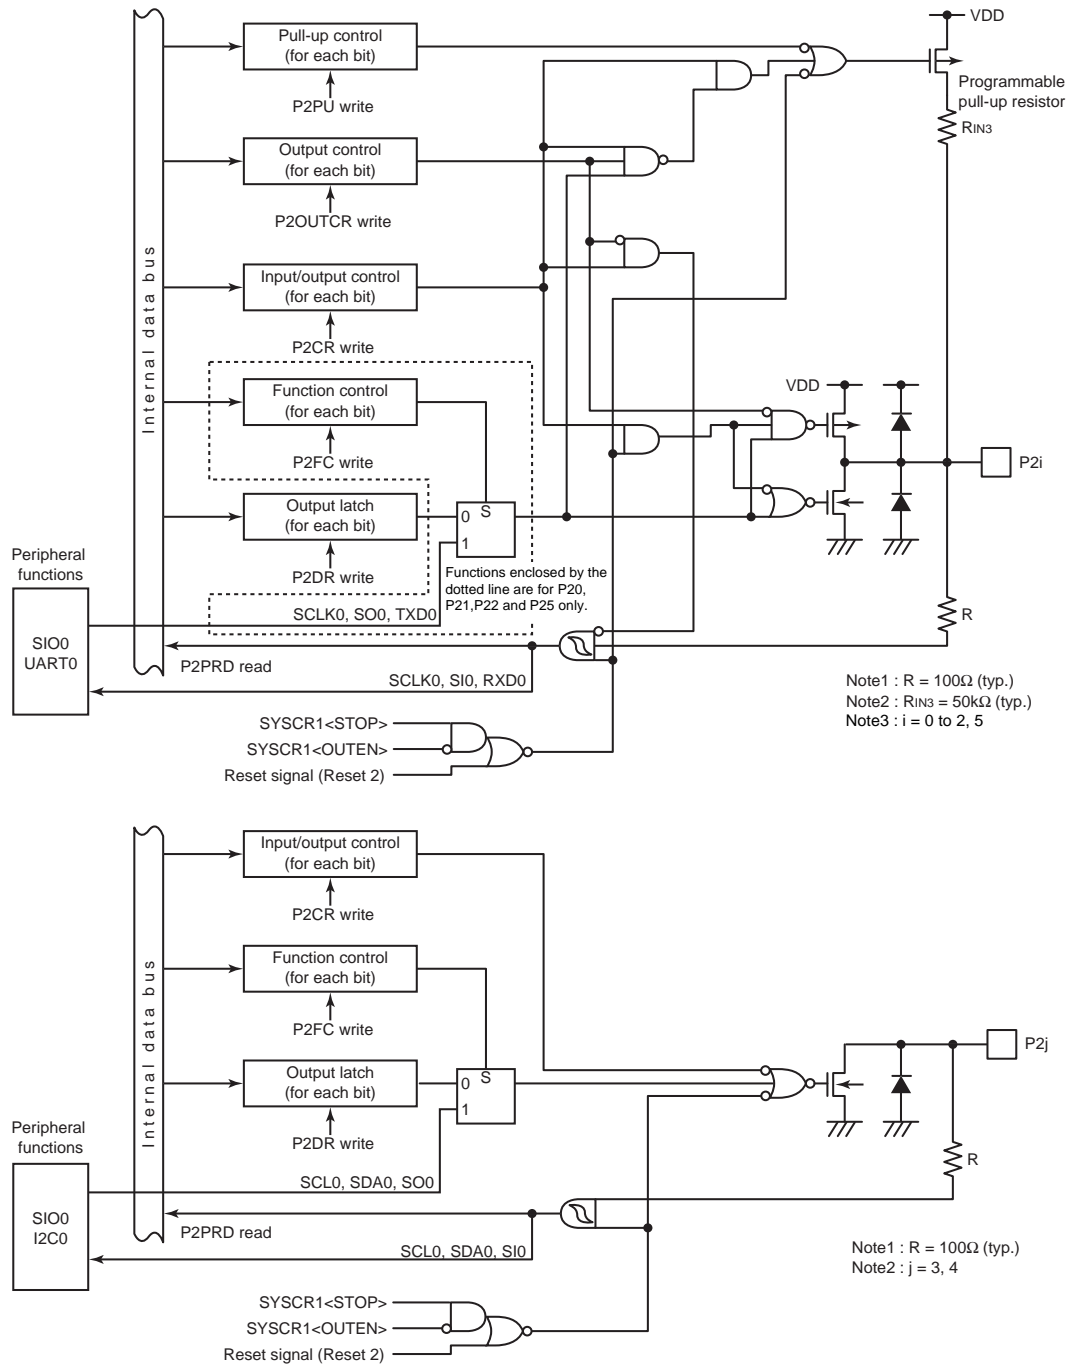 VDD
Pull-up control
(for each bit)
P2PU write
Programmable
pull-up resistor
RIN3
Output control
(for each bit)
P2OUTCR write
Internal data bus
Input/output control
(for each bit)
P2CR write
Function control
(for each bit)
P2FC write
VDD
P2i
Output latch
(for each bit)
P2DR write
0 S
1
Functions enclosed by the
dotted line are for P20,
P21,P22 and P25 only.
Peripheral
functions
SIO0
UART0
SCLK0, SO0, TXD0
R
P2PRD read
SCLK0, SI0, RXD0
Note1 : R = 100Ω (typ.)
Note2 : RIN3 = 50kΩ (typ.)
Note3 : i = 0 to 2, 5
SYSCR1<STOP>
SYSCR1<OUTEN>
Reset signal (Reset 2)
Input/output control
(for each bit)
P2CR write
Internal data bus
Function control
(for each bit)
P2FC write
P2j
Output latch
(for each bit)
P2DR write
0 S
1
Peripheral
functions
SIO0
I2C0
SCL0, SDA0, SO0
R
P2PRD read
SCL0, SDA0, SI0
Note1 : R = 100Ω (typ.)
Note2 : j = 3, 4
SYSCR1<STOP>
SYSCR1<OUTEN>
Reset signal (Reset 2)